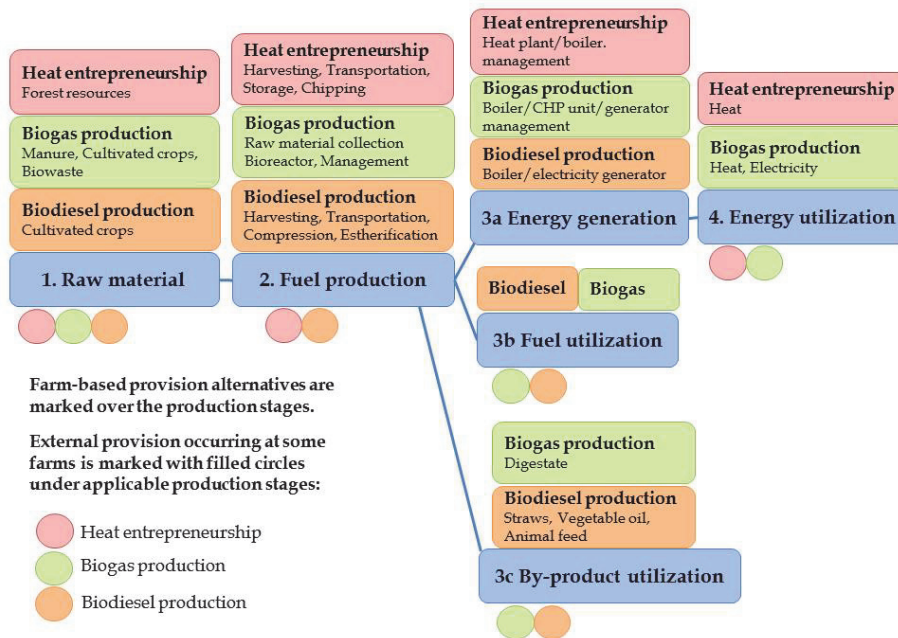 Heat entrepreneurship
Forest resources
Biogas production
Manure, Cultivated crops,
Biowaste
Biodiesel production
Cultivated crops
1. Raw material
Heat entrepreneurship
Harvesting, Transportation,
Storage, Chipping
Biogas production
Raw material collection
Bioreactor, Management
Biodiesel production
Harvesting, Transportation,
Compression, Estherification
2. Fuel production
Heat entrepreneurship
Heat plant/boiler.
management
Biogas production
Boiler/CHP unit/generator
management
Biodiesel production
Boiler/electricity generator
3a Energy generation
Heat entrepreneurship
Heat
Biogas production
Heat, Electricity
4. Energy utilization
Biodiesel
Biogas
3b Fuel utilization
Biogas production
Digestate
Biodiesel production
Straws, Vegetable oil,
Animal feed
3c By-product utilization
Farm-based provision alternatives are
marked over the production stages.
External provision occurring at some
farms is marked with filled circles
under applicable production stages:
Heat entrepreneurship
Biogas production
Biodiesel production